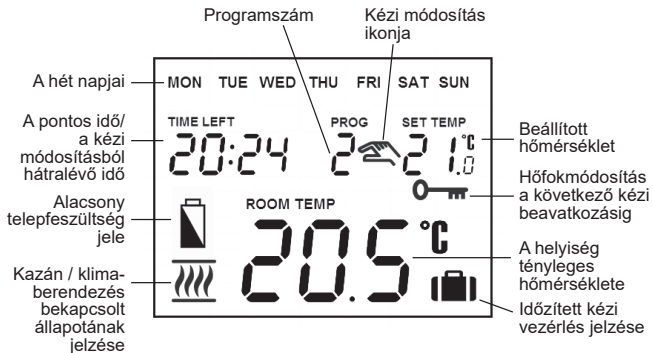 Programszám
Kézi módosítás
ikonja
A hét napjai
MON TUE WED THU FRI SAT SUN
A pontos idő/
a kézi
módosításból
hátralévő idő
TIME LEFT
20:24
PROG
2
SET TEMP
21.0 °C
Beállított
hőmérséklet
Hőfokmódosítás
a következő kézi
beavatkozásig
Alacsony
telepfeszültség
jele
ROOM TEMP
20.5 °C
A helyiség
tényleges
hőmérséklete
Kazán / klíma-
berendezés
bekapcsolt
állapotának
jelzése
Időzített kézi
vezérlés jelzése